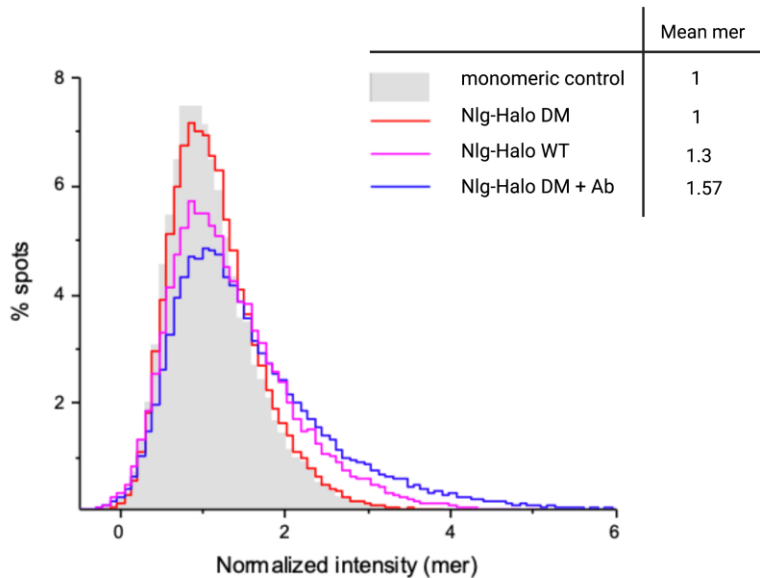 Mean mer
monomeric control 1
Nlg-Halo DM 1
Nlg-Halo WT 1.3
Nlg-Halo DM + Ab 1.57
8
6
4
2
% spots
0 2 4 6
Normalized intensity (mer)